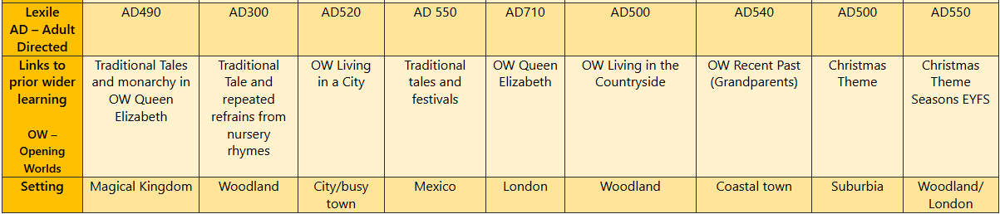 Lexile
AD – Adult
Directed
AD490
AD300
AD520
AD 550
AD710
AD500
AD540
AD500
AD550
Links to
prior wider
learning
OW –
Opening
Worlds
Traditional Tales
and monarchy in
OW Queen
Elizabeth
Traditional
Tale and
repeated
refrains from
nursery
rhymes
OW Living
in a City
Traditional
tales and
festivals
OW Queen
Elizabeth
OW Living in the
Countryside
OW Recent Past
(Grandparents)
Christmas
Theme
Christmas
Theme
Seasons EYFS
Setting
Magical Kingdom
Woodland
City/busy
town
Mexico
London
Woodland
Coastal town
Suburbia
Woodland/
London